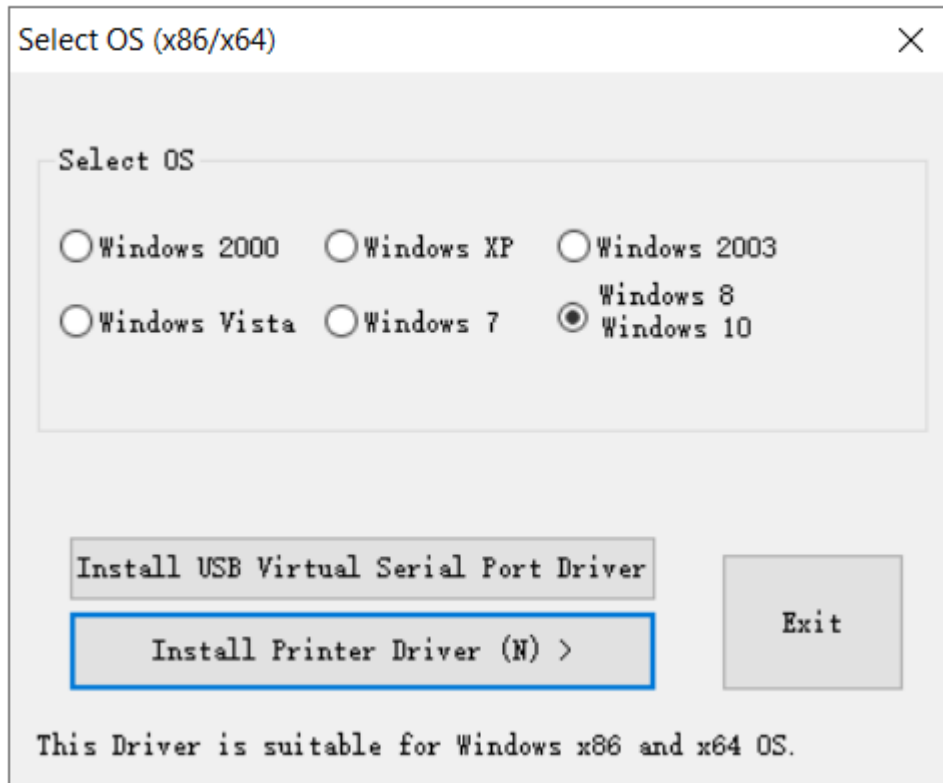 Select OS (x86/x64)
Select OS
Windows 2000
Windows XP
Windows 2003
Windows Vista
Windows 7
Windows 8
Windows 10
Install USB Virtual Serial Port Driver
Install Printer Driver (N) >
Exit
This Driver is suitable for Windows x86 and x64 OS.